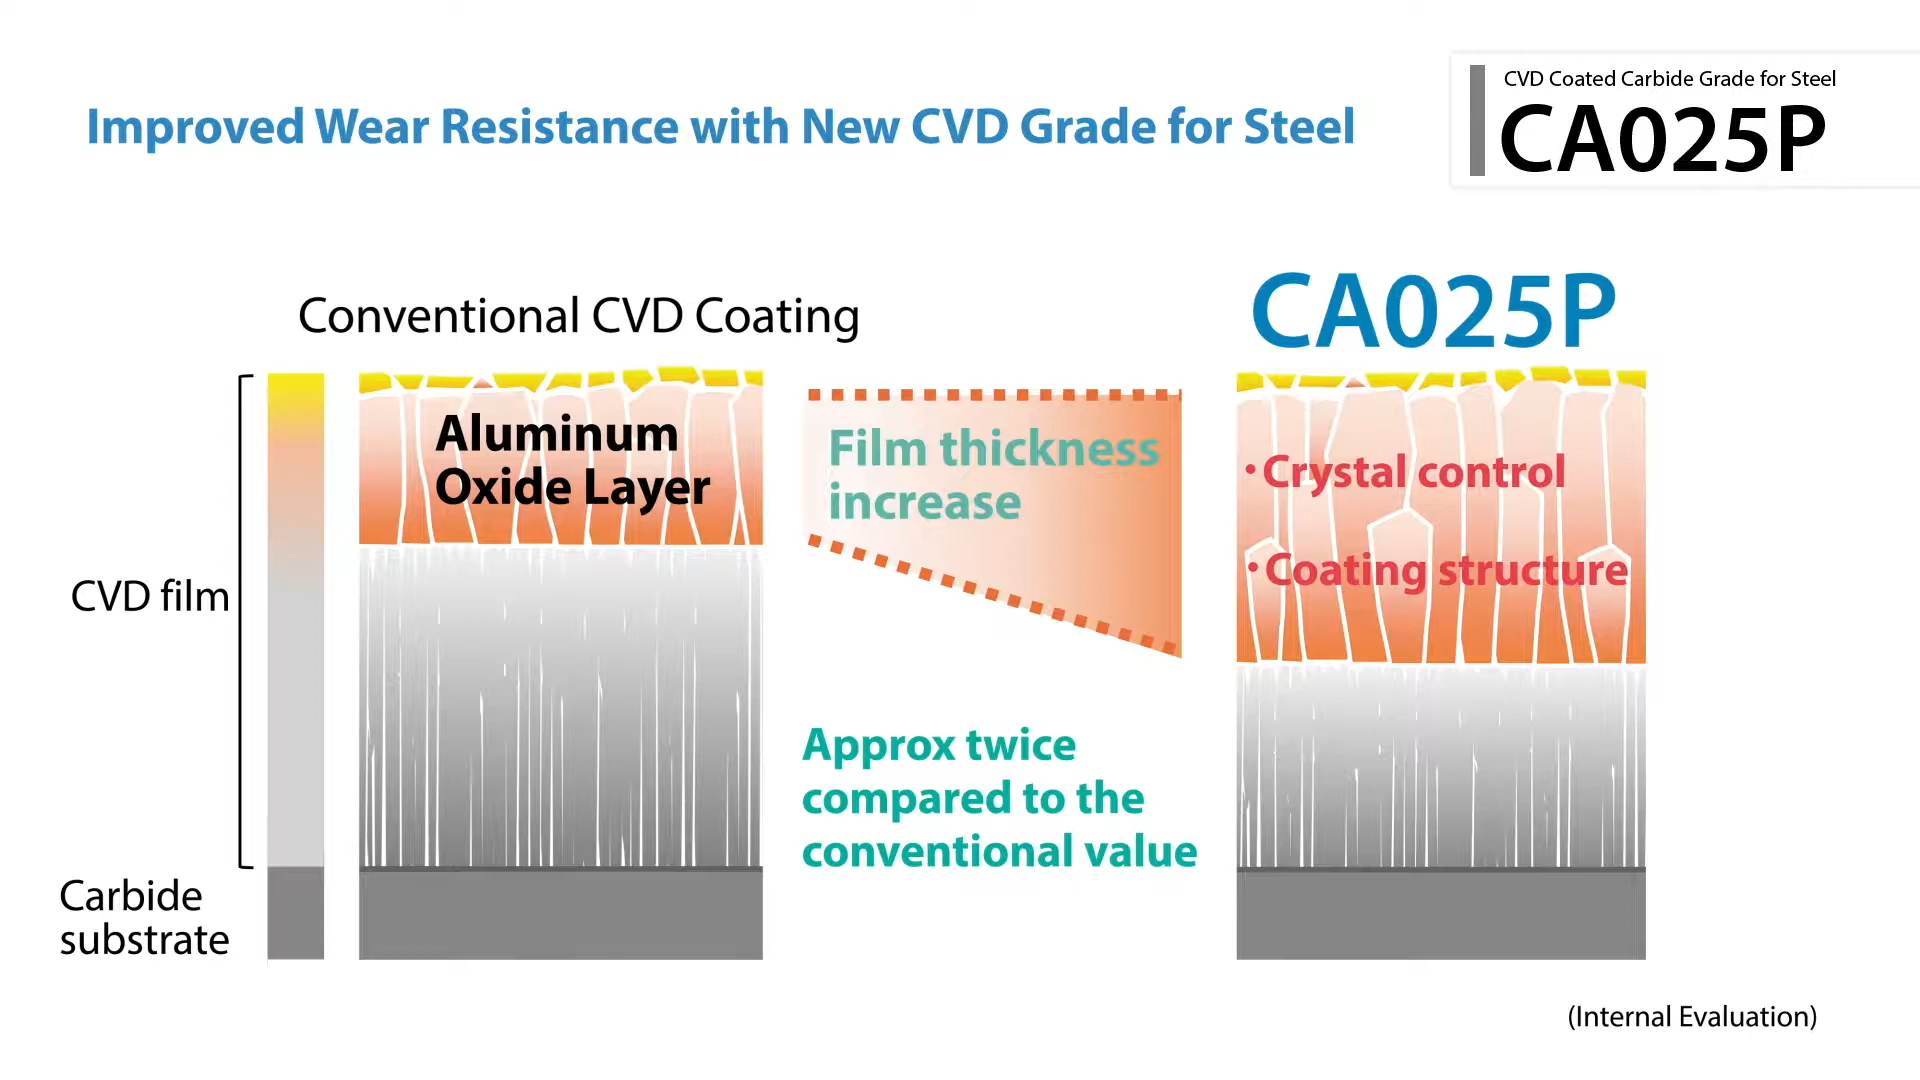 Improved Wear Resistance with New CVD Grade for Steel
CVD Coated Carbide Grade for Steel
CA025P
Conventional CVD Coating
CA025P
Aluminum
Oxide Layer
Film thickness
increase
・Crystal control
・Coating structure
CVD film
Approx twice
compared to the
conventional value
Carbide
substrate
(Internal Evaluation)